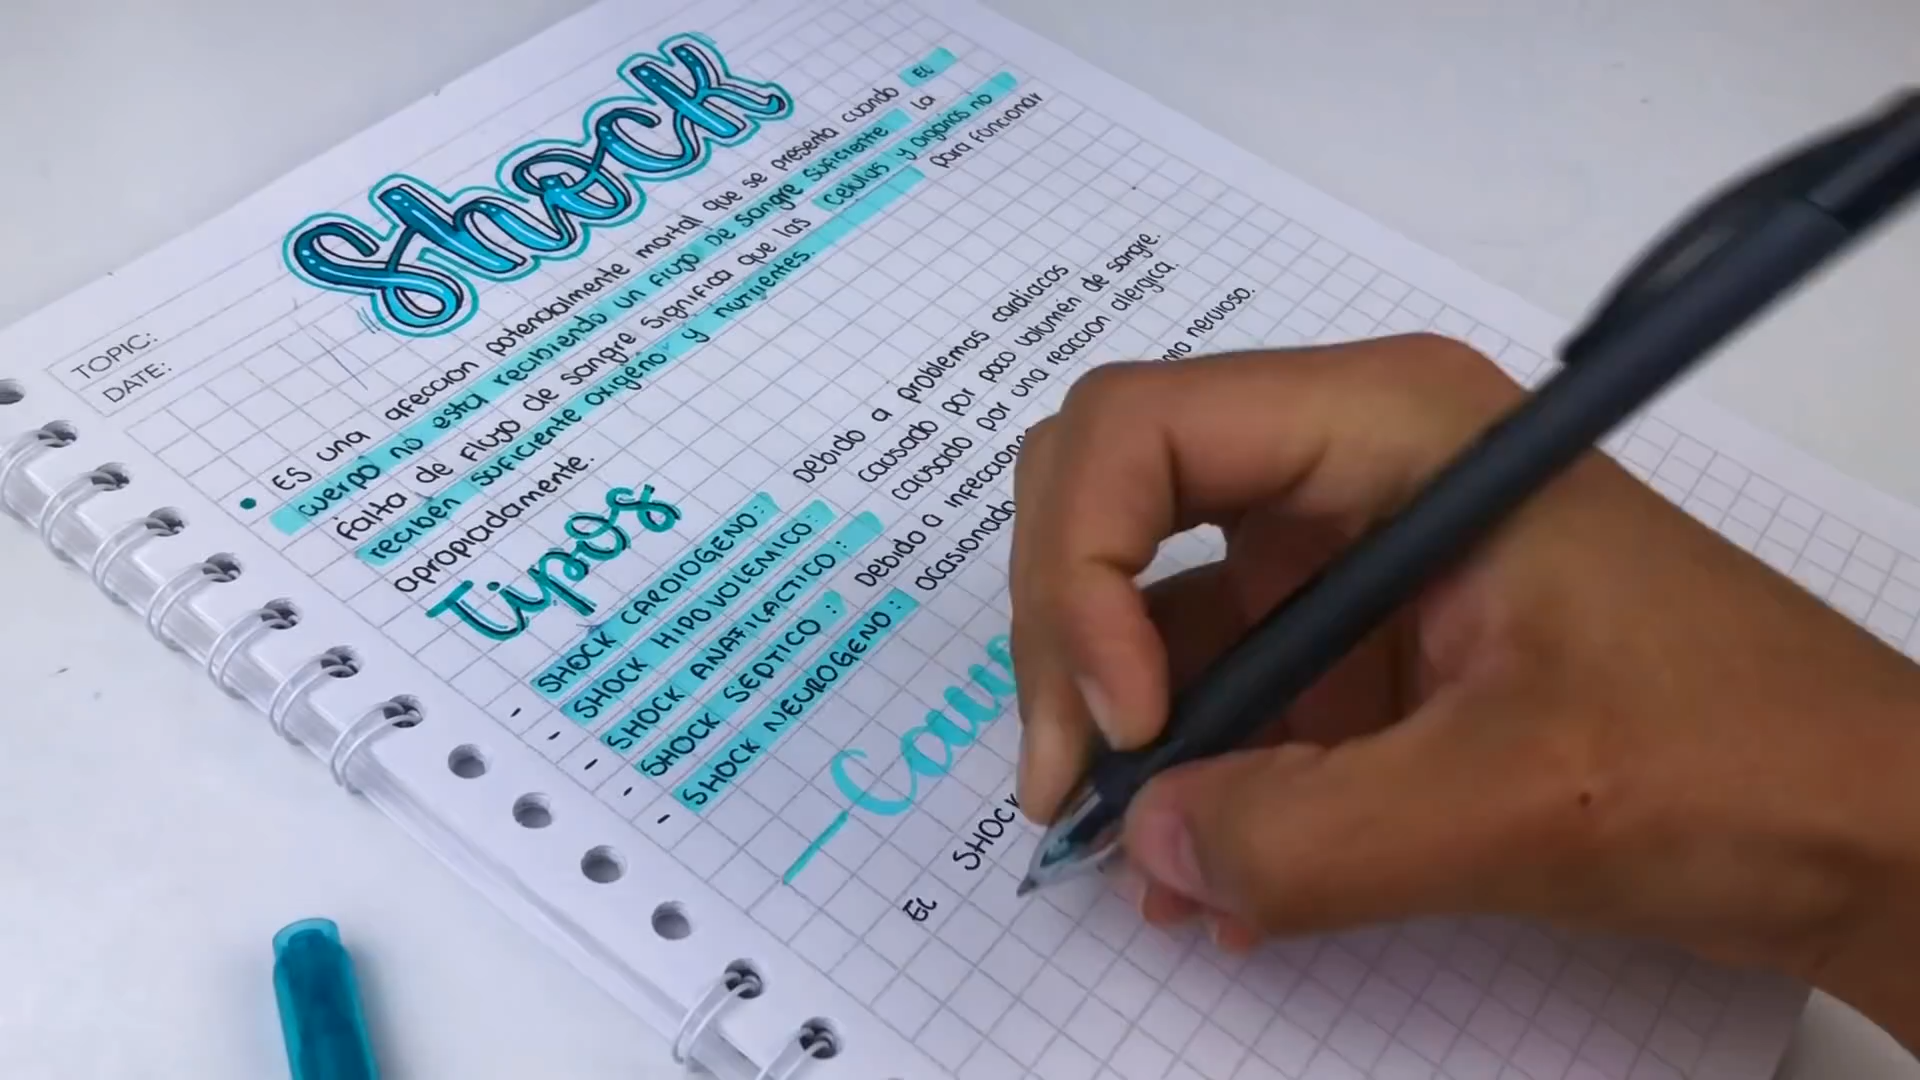 Shock
TOPIC:
DATE:
ES una afeccion potencialmente mortal que se presenta cuando El
cuerpo no esta recibiendo un flujo DE sangre suficiente la
falta de flujo de sangre significa que las celulas y organos no
reciben suficiente oxigeno y nutrientes. para funcionar
apropiadamente.
Tipos
- SHOCK CARDIOGENO: DEBIDO a problemas cardiacos
- SHOCK HIPOVOLEMICO: causado por poco volumén de sangre.
- SHOCK ANAFILACTICO: causado por una reaccion alergica.
- SHOCK SEPTICO: DEBIDO a infeccion
- SHOCK NEUROGENO: ocasionado nervioso.
El SHOCK